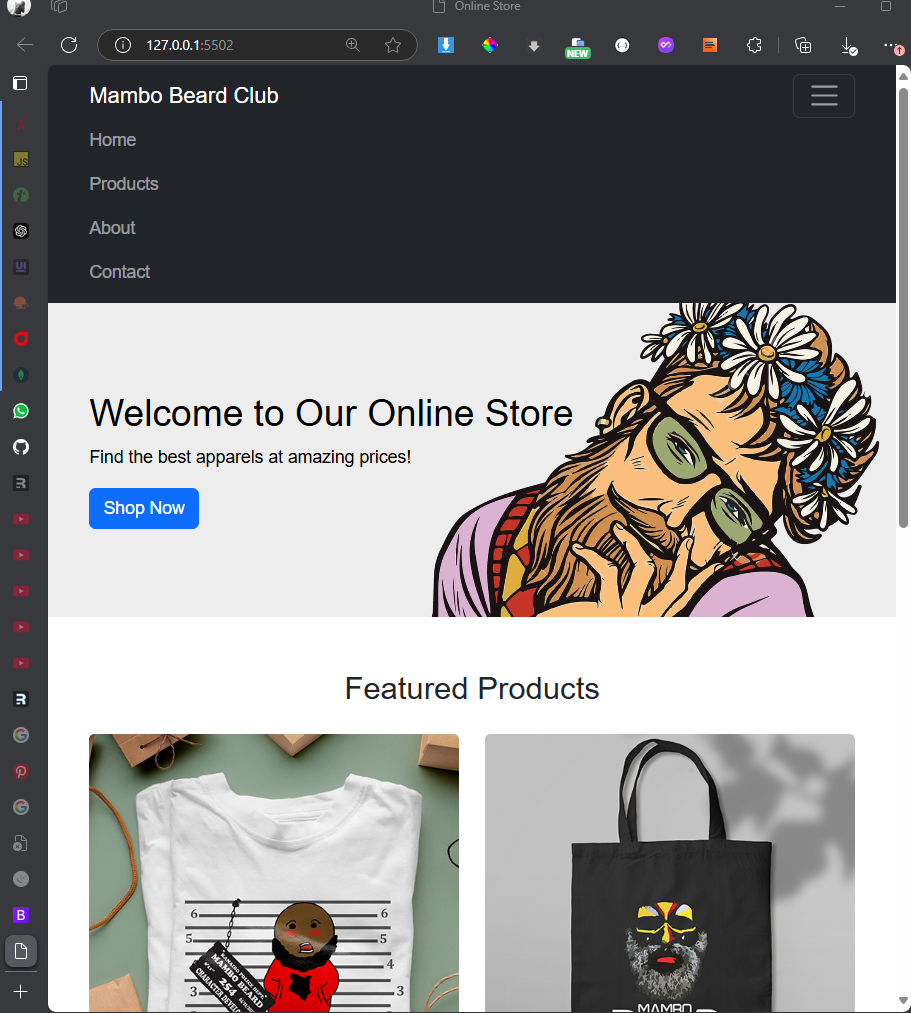 Online Store
127.0.0.1:5502
NEW
Mambo Beard Club
Home
Products
About
Contact
Welcome to Our Online Store
Find the best apparels at amazing prices!
Shop Now
Featured Products
6 6
5 5
4
3 3
MAMBO BEARD
254
MAMBO
JS
UI
R
R
B